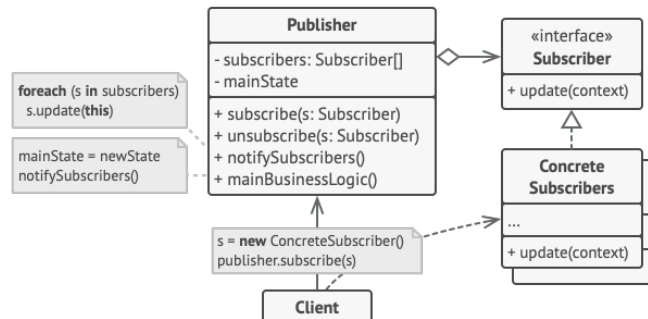 Publisher
- subscribers: Subscriber[]
- mainState
+ subscribe(s: Subscriber)
+ unsubscribe(s: Subscriber)
+ notifySubscribers()
+ mainBusinessLogic()
foreach (s in subscribers)
s.update(this)
mainState = newState
notifySubscribers()
«interface»
Subscriber
+ update(context)
Concrete
Subscribers
...
+ update(context)
s = new ConcreteSubscriber()
publisher.subscribe(s)
Client